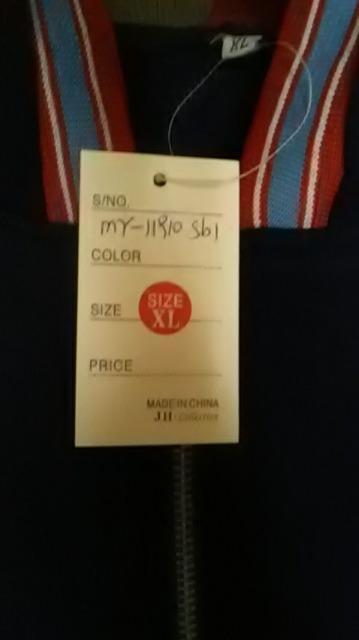 XL
S/NO.
my-11910 Sb1
COLOR
SIZE
SIZE
XL
PRICE
MADE IN CHINA
JH Collection